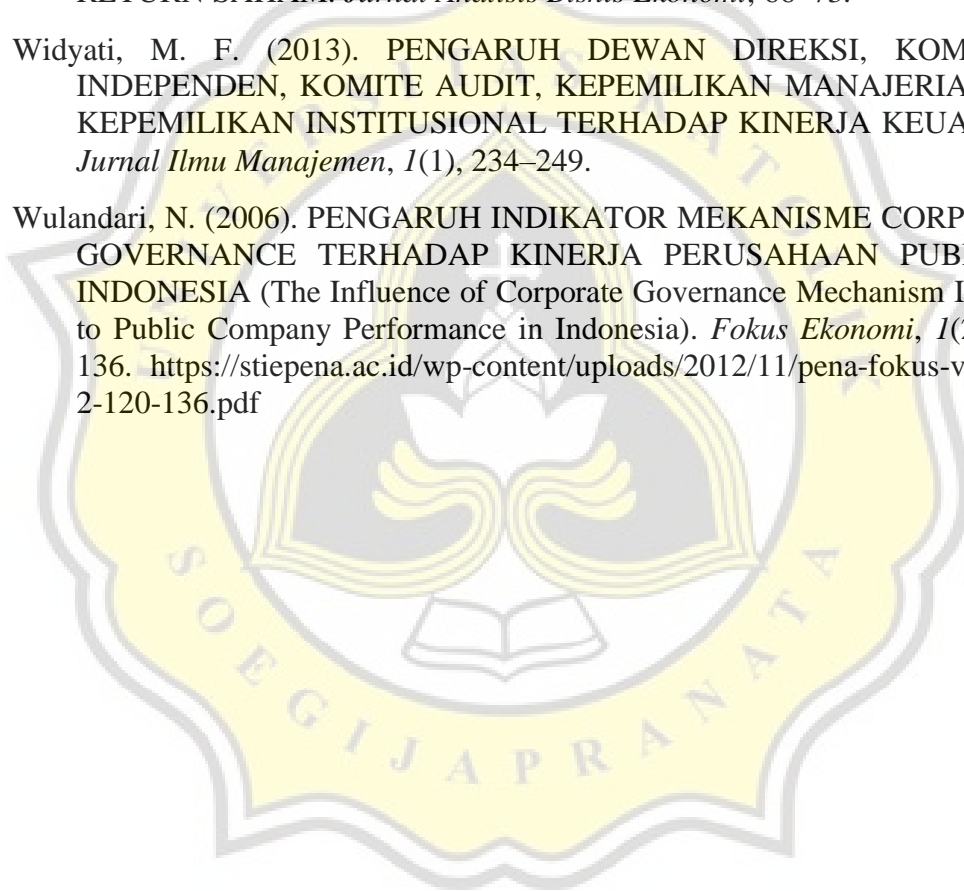 RETURN SAHAM. Jurnal Analisis Bisnis Ekonomi, 68–75.
Widyati, M. F. (2013). PENGARUH DEWAN DIREKSI, KOM
INDEPENDEN, KOMITE AUDIT, KEPEMILIKAN MANAJERIA
KEPEMILIKAN INSTITUSIONAL TERHADAP KINERJA KEUA
Jurnal Ilmu Manajemen, 1(1), 234–249.
Wulandari, N. (2006). PENGARUH INDIKATOR MEKANISME CORP
GOVERNANCE TERHADAP KINERJA PERUSAHAAN PUB
INDONESIA (The Influence of Corporate Governance Mechanism I
to Public Company Performance in Indonesia). Fokus Ekonomi, 1(
136. https://stiepena.ac.id/wp-content/uploads/2012/11/pena-fokus-v
2-120-136.pdf
UNIVERSITAS KATOLIK
SOEGIJAPRANATA